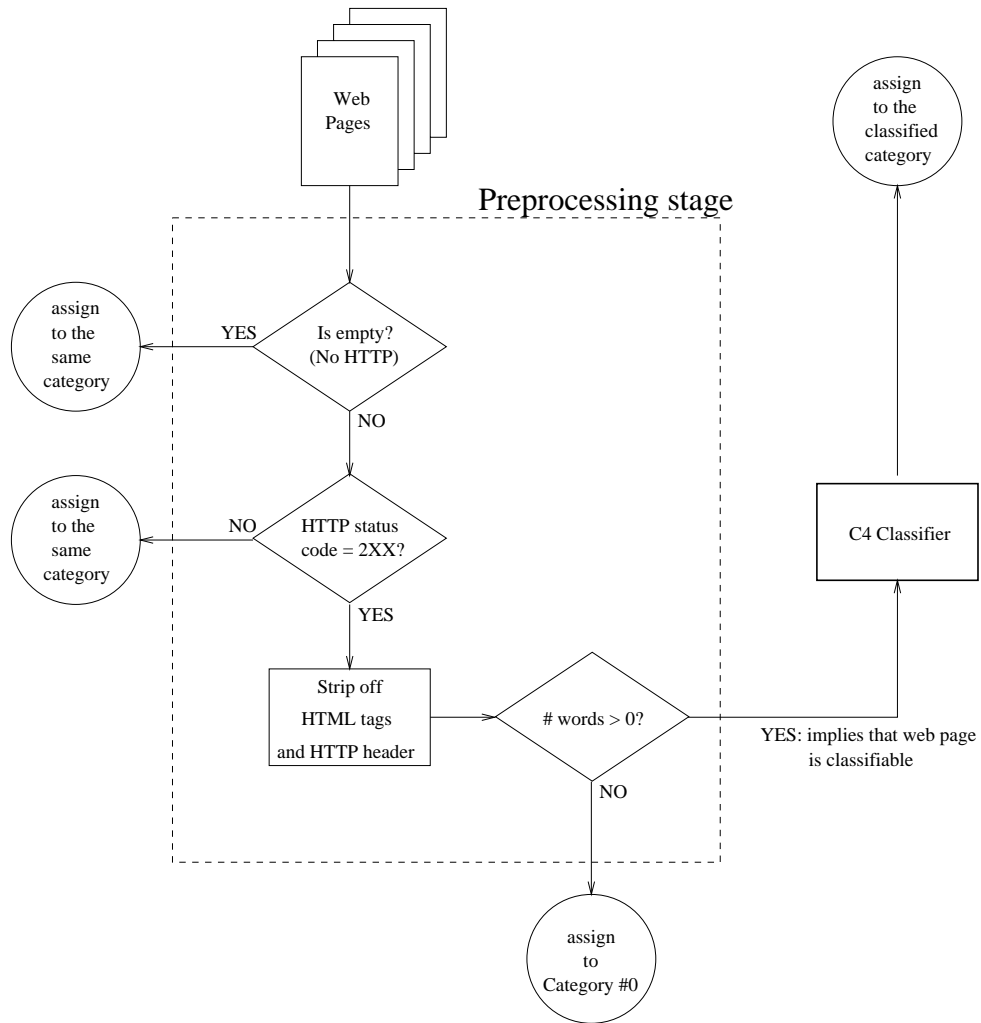 Web
Pages
assign
to the
classified
category
Preprocessing stage
assign
to the
same
category
YES
Is empty?
(No HTTP)
NO
assign
to the
same
category
NO
HTTP status
code = 2XX?
YES
C4 Classifier
Strip off
HTML tags
and HTTP header
# words > 0?
YES: implies that web page
is classifiable
NO
assign
to
Category #0